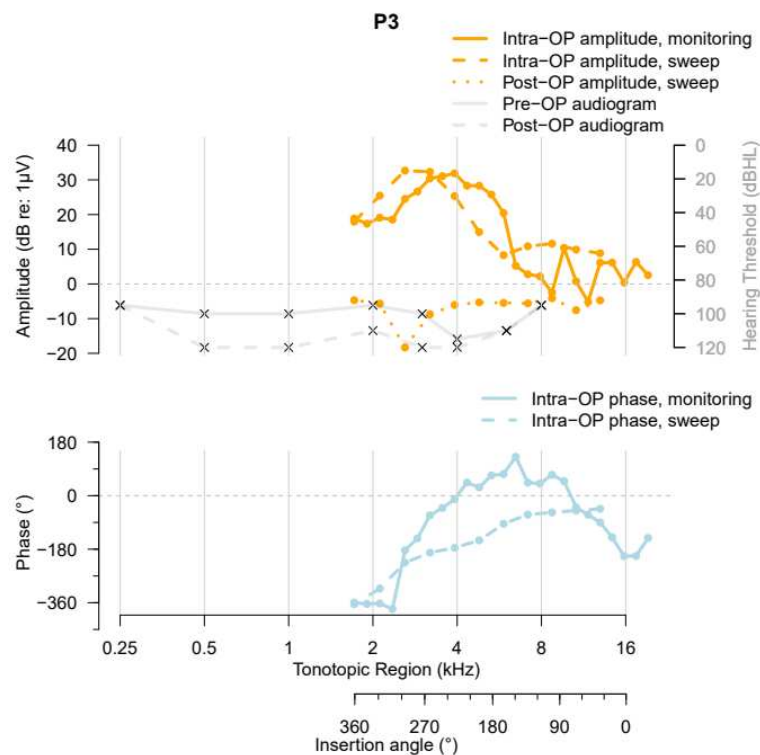 P3
Intra−OP amplitude, monitoring
Intra−OP amplitude, sweep
Post−OP amplitude, sweep
Pre−OP audiogram
Post−OP audiogram
Amplitude (dB re: 1μV)
40
30
20
10
0
−10
−20
0
20
40
60
80
100
120
Hearing Threshold (dBHL)
Intra−OP phase, monitoring
Intra−OP phase, sweep
Phase (°)
180
0
−180
−360
0.25 0.5 1 2 4 8 16
Tonotopic Region (kHz)
360 270 180 90 0
Insertion angle (°)